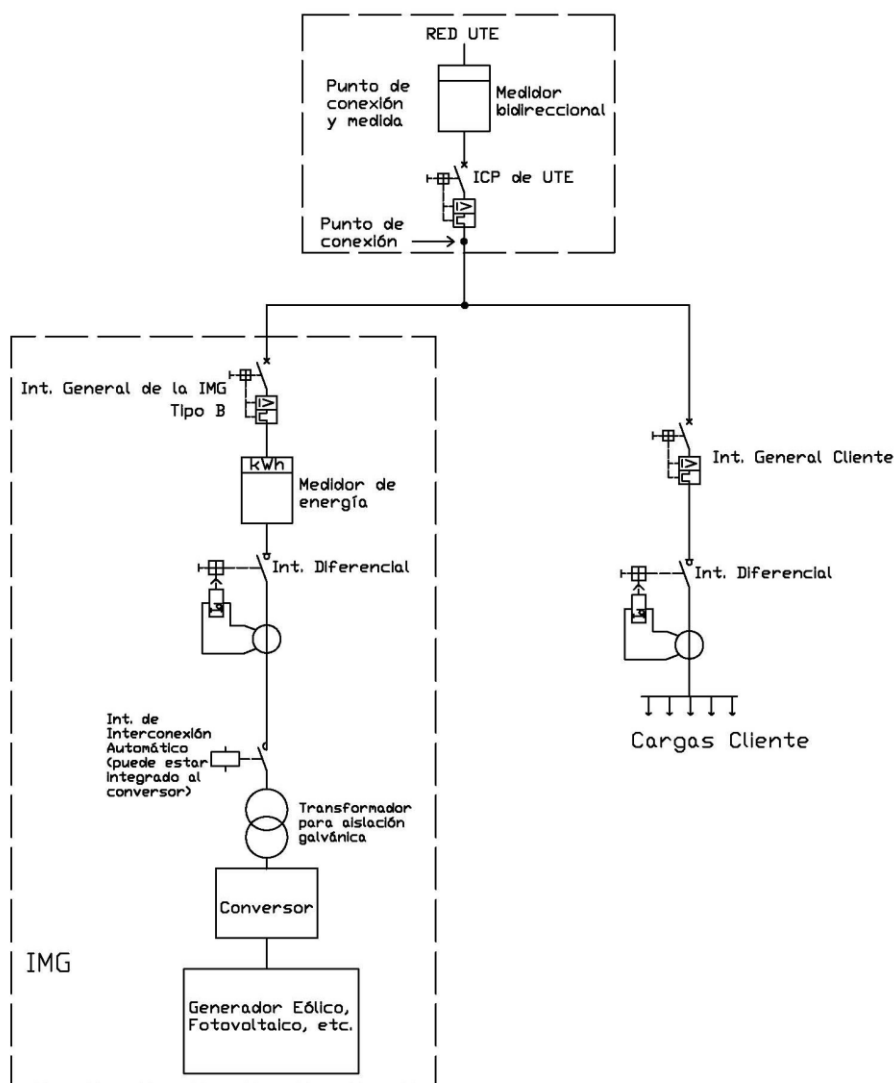 RED UTE
Punto de
conexión
y medida
Medidor
bidireccional
ICP de UTE
Punto de
conexión
Int. General de la IMG
Tipo B
kWh
Medidor de
energía
Int. Diferencial
Int. de
Interconexión
Automático
(puede estar
integrado al
conversor)
Transformador
para aislación
galvánica
Conversor
IMG
Generador Eólico,
Fotovoltaico, etc.
Int. General Cliente
Int. Diferencial
Cargas Cliente